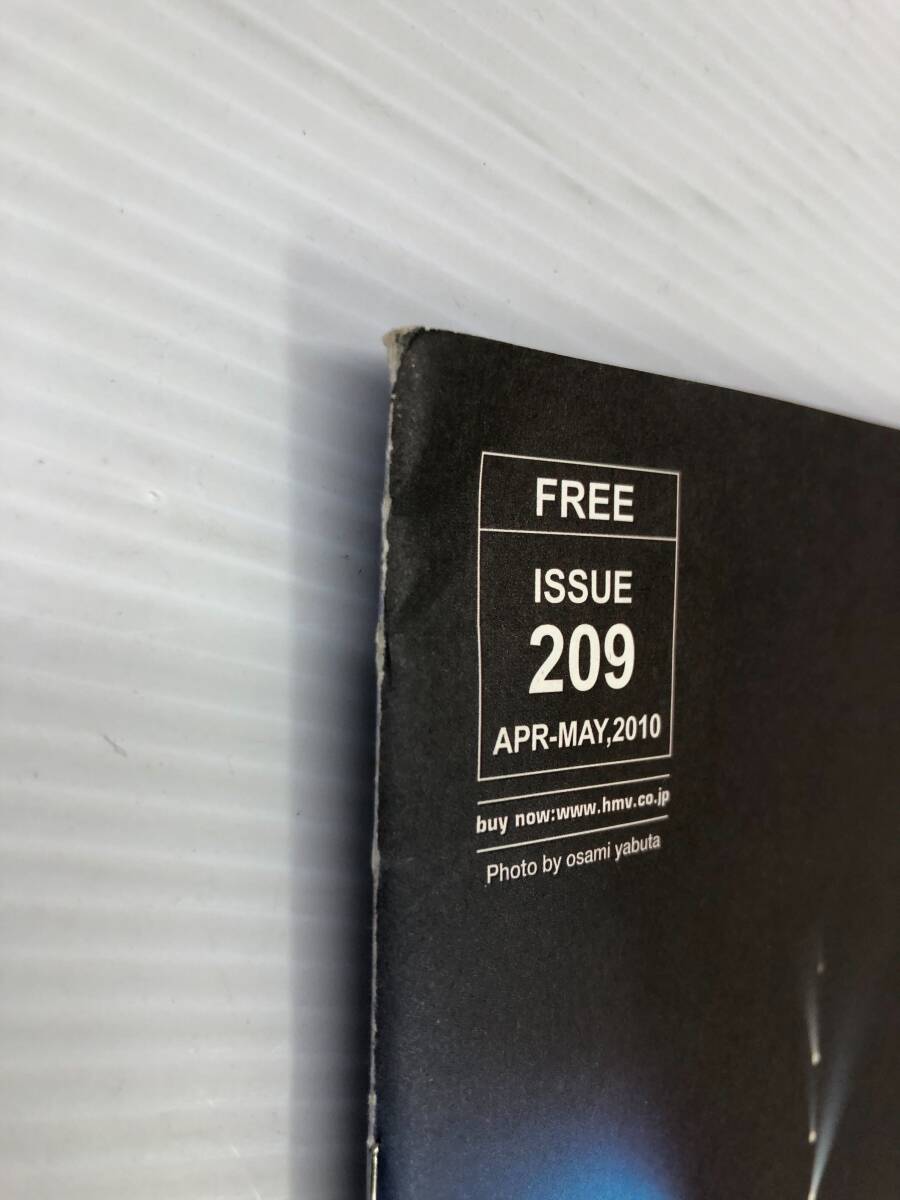 FREE
ISSUE
209
APR-MAY,2010
buy now:www.hmv.co.jp
Photo by osami yabuta